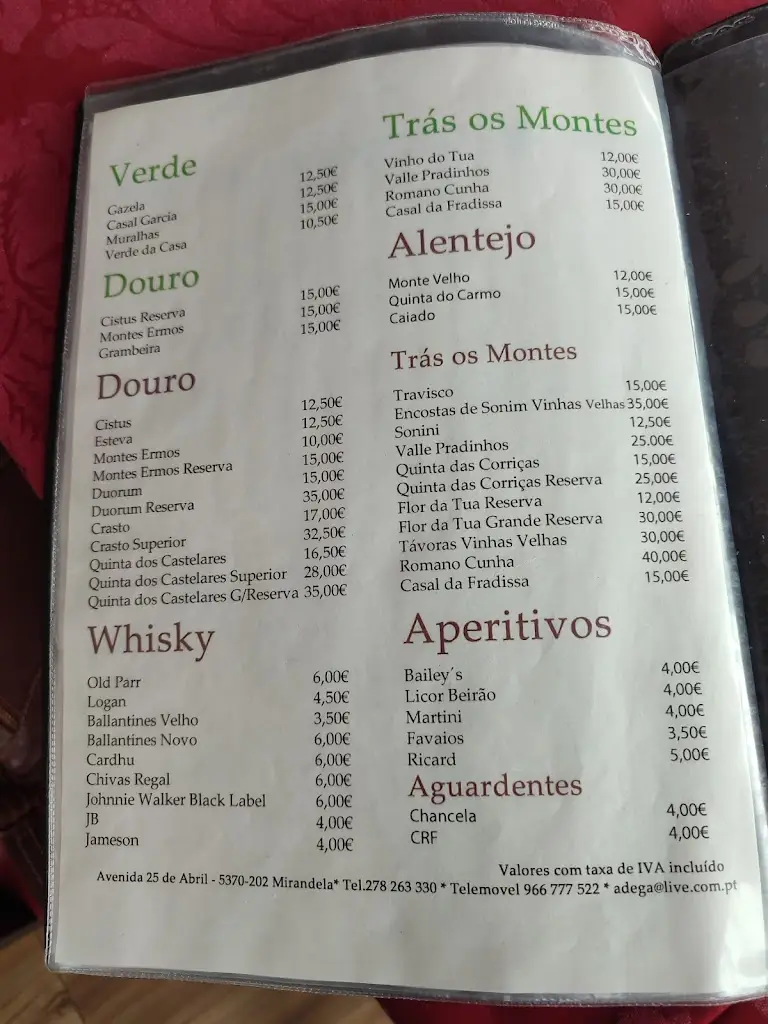 Verde
Gazela 12,50€
Casal Garcia 12,50€
Muralhas 15,00€
Verde da Casa 10,50€
Douro
Cistus Reserva 15,00€
Montes Ermos 15,00€
Grambeira 15,00€
Douro
Cistus 12,50€
Esteva 12,50€
Montes Ermos 10,00€
Montes Ermos Reserva 15,00€
Duorum 15,00€
Duorum Reserva 35,00€
Crasto 17,00€
Crasto Superior 32,50€
Quinta dos Castelares 16,50€
Quinta dos Castelares Superior 28,00€
Quinta dos Castelares G/Reserva 35,00€
Whisky
Old Parr 6,00€
Logan 4,50€
Ballantines Velho 3,50€
Ballantines Novo 6,00€
Cardhu 6,00€
Chivas Regal 6,00€
Johnnie Walker Black Label 6,00€
JB 4,00€
Jameson 4,00€
Trás os Montes
Vinho do Tua 12,00€
Valle Pradinhos 30,00€
Romano Cunha 30,00€
Casal da Fradissa 15,00€
Alentejo
Monte Velho 12,00€
Quinta do Carmo 15,00€
Caiado 15,00€
Trás os Montes
Travisco 15,00€
Encostas de Sonim Vinhas Velhas 35,00€
Sonini 12,50€
Valle Pradinhos 25.00€
Quinta das Corriças 15,00€
Quinta das Corriças Reserva 25,00€
Flor da Tua Reserva 12,00€
Flor da Tua Grande Reserva 30,00€
Távoras Vinhas Velhas 30,00€
Romano Cunha 40,00€
Casal da Fradissa 15,00€
Aperitivos
Bailey´s 4,00€
Licor Beirão 4,00€
Martini 4,00€
Favaios 3,50€
Ricard 5,00€
Aguardentes
Chancela 4,00€
CRF 4,00€
Valores com taxa de IVA incluído
Avenida 25 de Abril - 5370-202 Mirandela* Tel.278 263 330 * Telemovel 966 777 522 * adega@live.com.pt